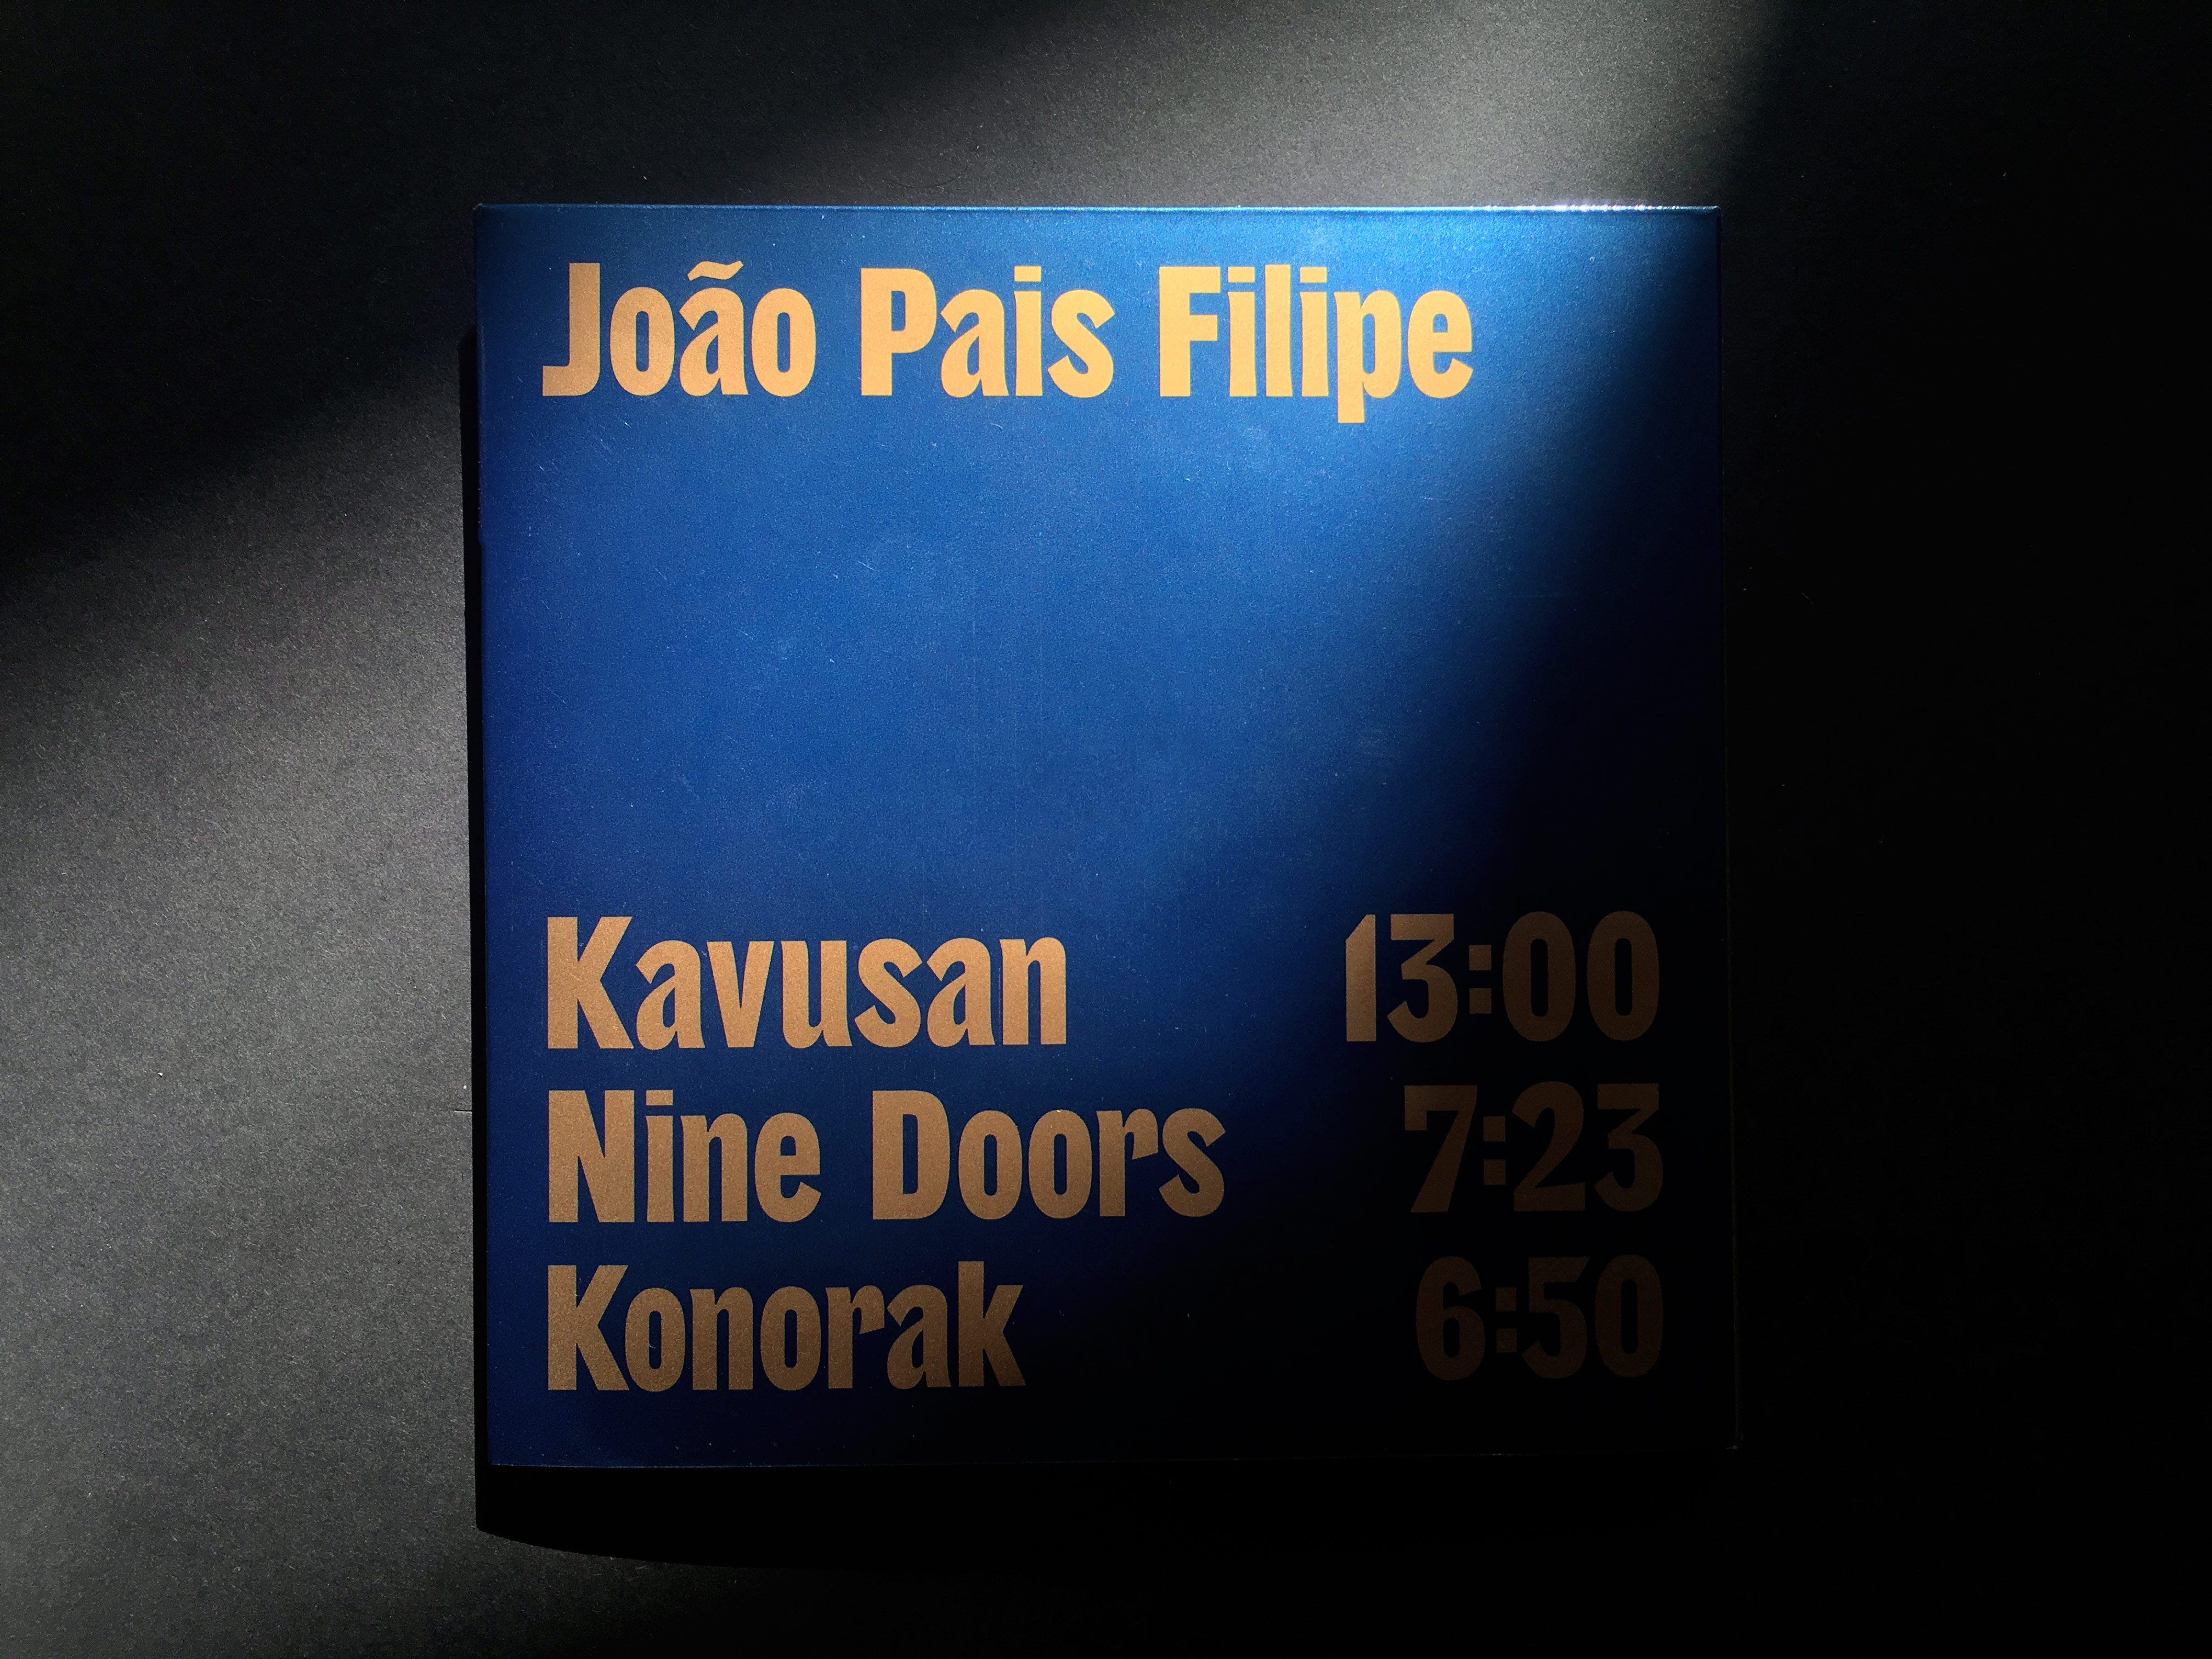 João Pais Filipe
Kavusan 13:00
Nine Doors 7:23
Konorak 6:50